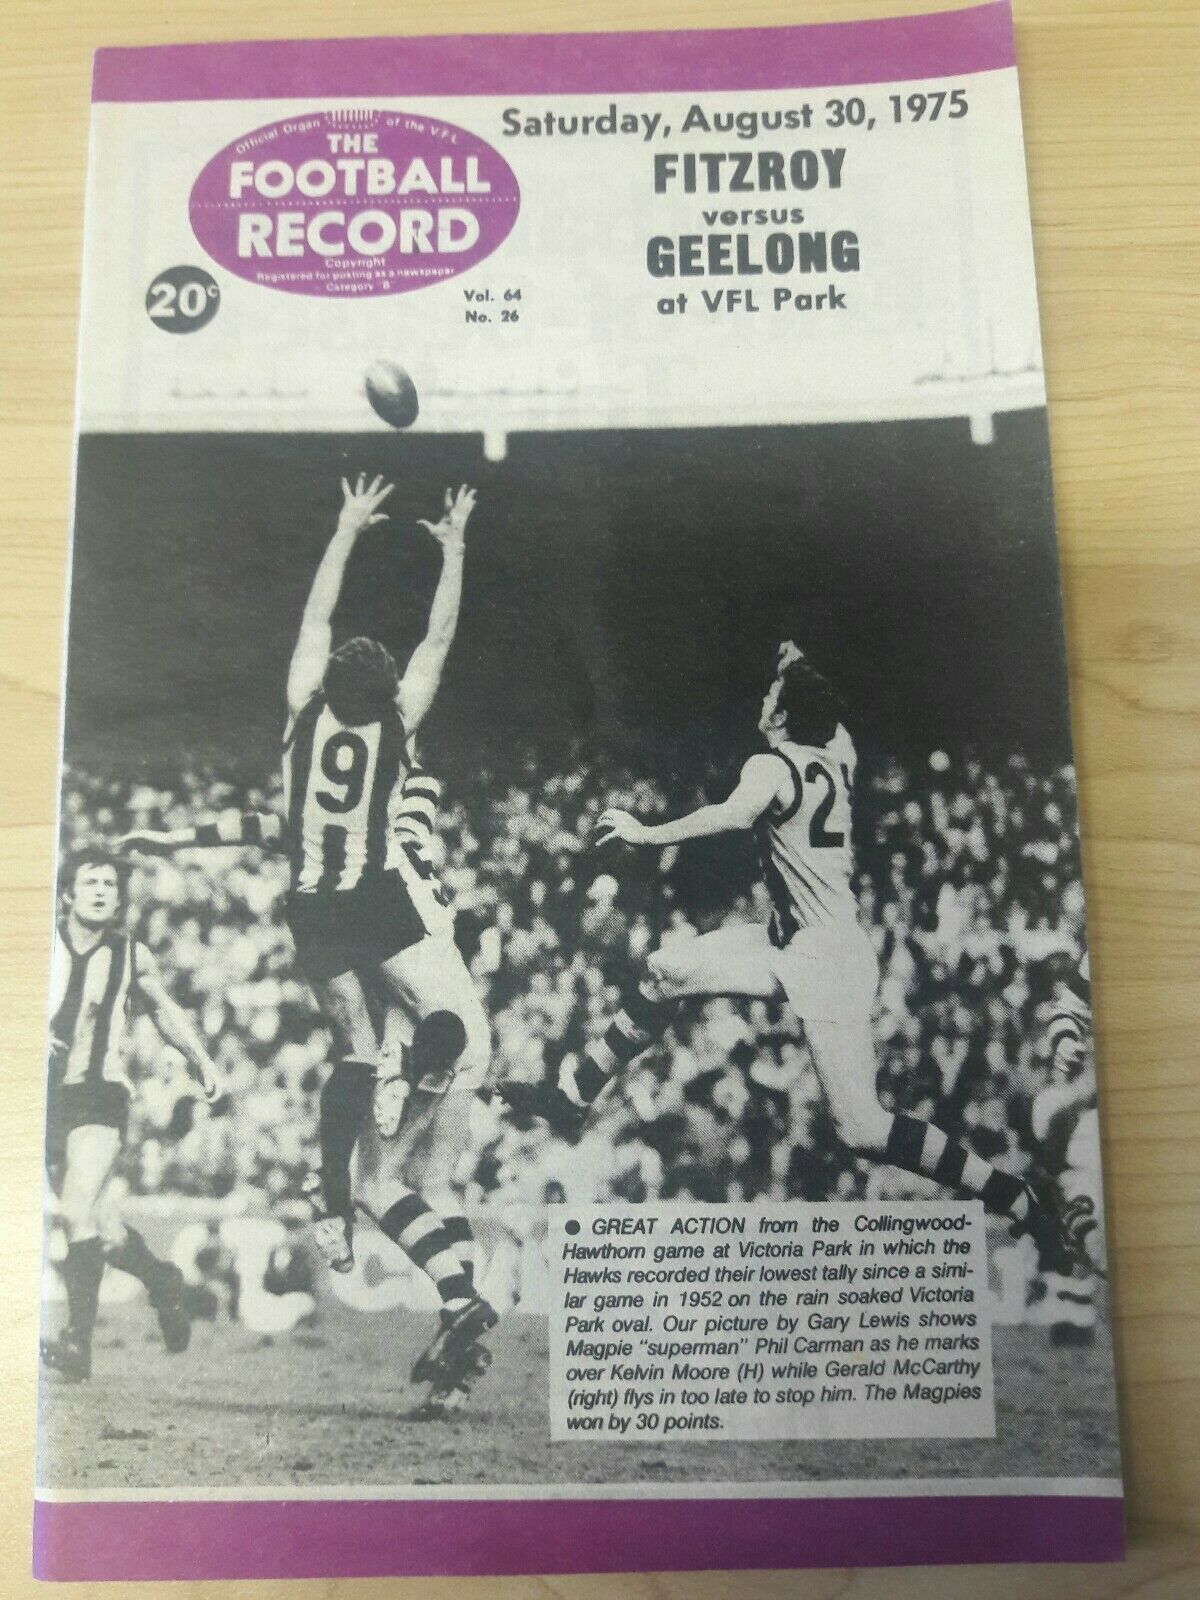 Saturday, August 30, 1975
Official Organ of the V.F.L.
THE
FOOTBALL
RECORD
Copyright
Registered for posting as a newspaper
- Category 'B'
20c
Vol. 64
No. 26
FITZROY
versus
GEELONG
at VFL Park
9
2
● GREAT ACTION from the Collingwood-
Hawthorn game at Victoria Park in which the
Hawks recorded their lowest tally since a simi-
lar game in 1952 on the rain soaked Victoria
Park oval. Our picture by Gary Lewis shows
Magpie "superman" Phil Carman as he marks
over Kelvin Moore (H) while Gerald McCarthy
(right) flys in too late to stop him. The Magpies
won by 30 points.